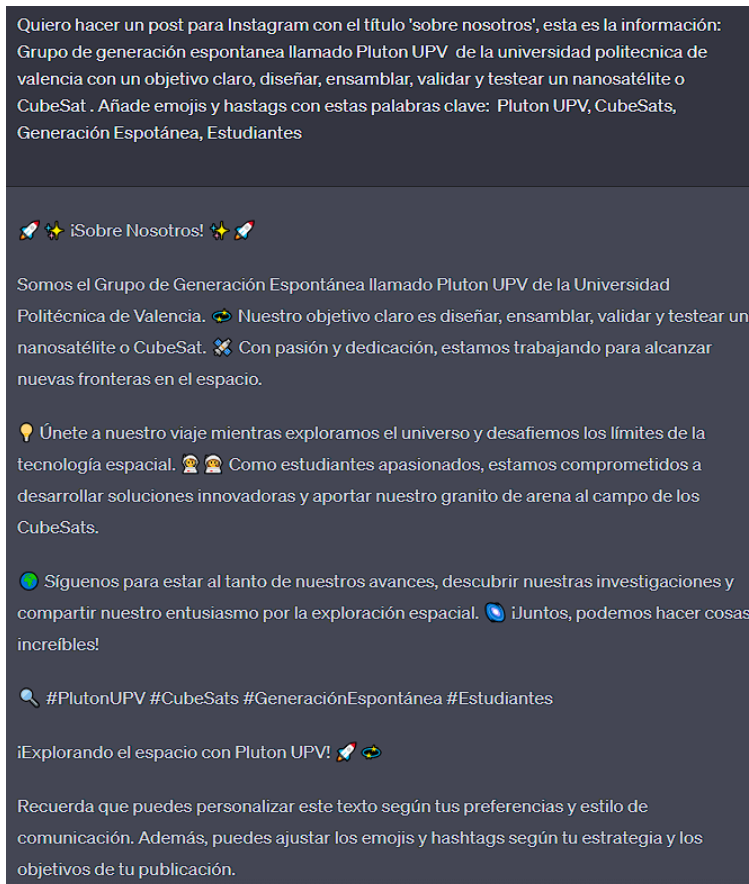 Quiero hacer un post para Instagram con el título 'sobre nosotros', esta es la información:
Grupo de generación espontanea llamado Pluton UPV  de la universidad politecnica de
valencia con un objetivo claro, diseñar, ensamblar, validar y testear un nanosatélite o
CubeSat . Añade emojis y hastags con estas palabras clave:  Pluton UPV, CubeSats,
Generación Espotánea, Estudiantes
🚀✨ ¡Sobre Nosotros! ✨🚀
Somos el Grupo de Generación Espontánea llamado Pluton UPV de la Universidad
Politécnica de Valencia. 💫 Nuestro objetivo claro es diseñar, ensamblar, validar y testear un
nanosatélite o CubeSat. 🛰️ Con pasión y dedicación, estamos trabajando para alcanzar
nuevas fronteras en el espacio.
💡 Únete a nuestro viaje mientras exploramos el universo y desafiemos los límites de la
tecnología espacial. 👩‍🚀👨‍🚀 Como estudiantes apasionados, estamos comprometidos a
desarrollar soluciones innovadoras y aportar nuestro granito de arena al campo de los
CubeSats.
🌍 Síguenos para estar al tanto de nuestros avances, descubrir nuestras investigaciones y
compartir nuestro entusiasmo por la exploración espacial. 🌌 ¡Juntos, podemos hacer cosas
increíbles!
🔍 #PlutonUPV #CubeSats #GeneraciónEspontánea #Estudiantes
¡Explorando el espacio con Pluton UPV! 🚀💫
Recuerda que puedes personalizar este texto según tus preferencias y estilo de
comunicación. Además, puedes ajustar los emojis y hashtags según tu estrategia y los
objetivos de tu publicación.